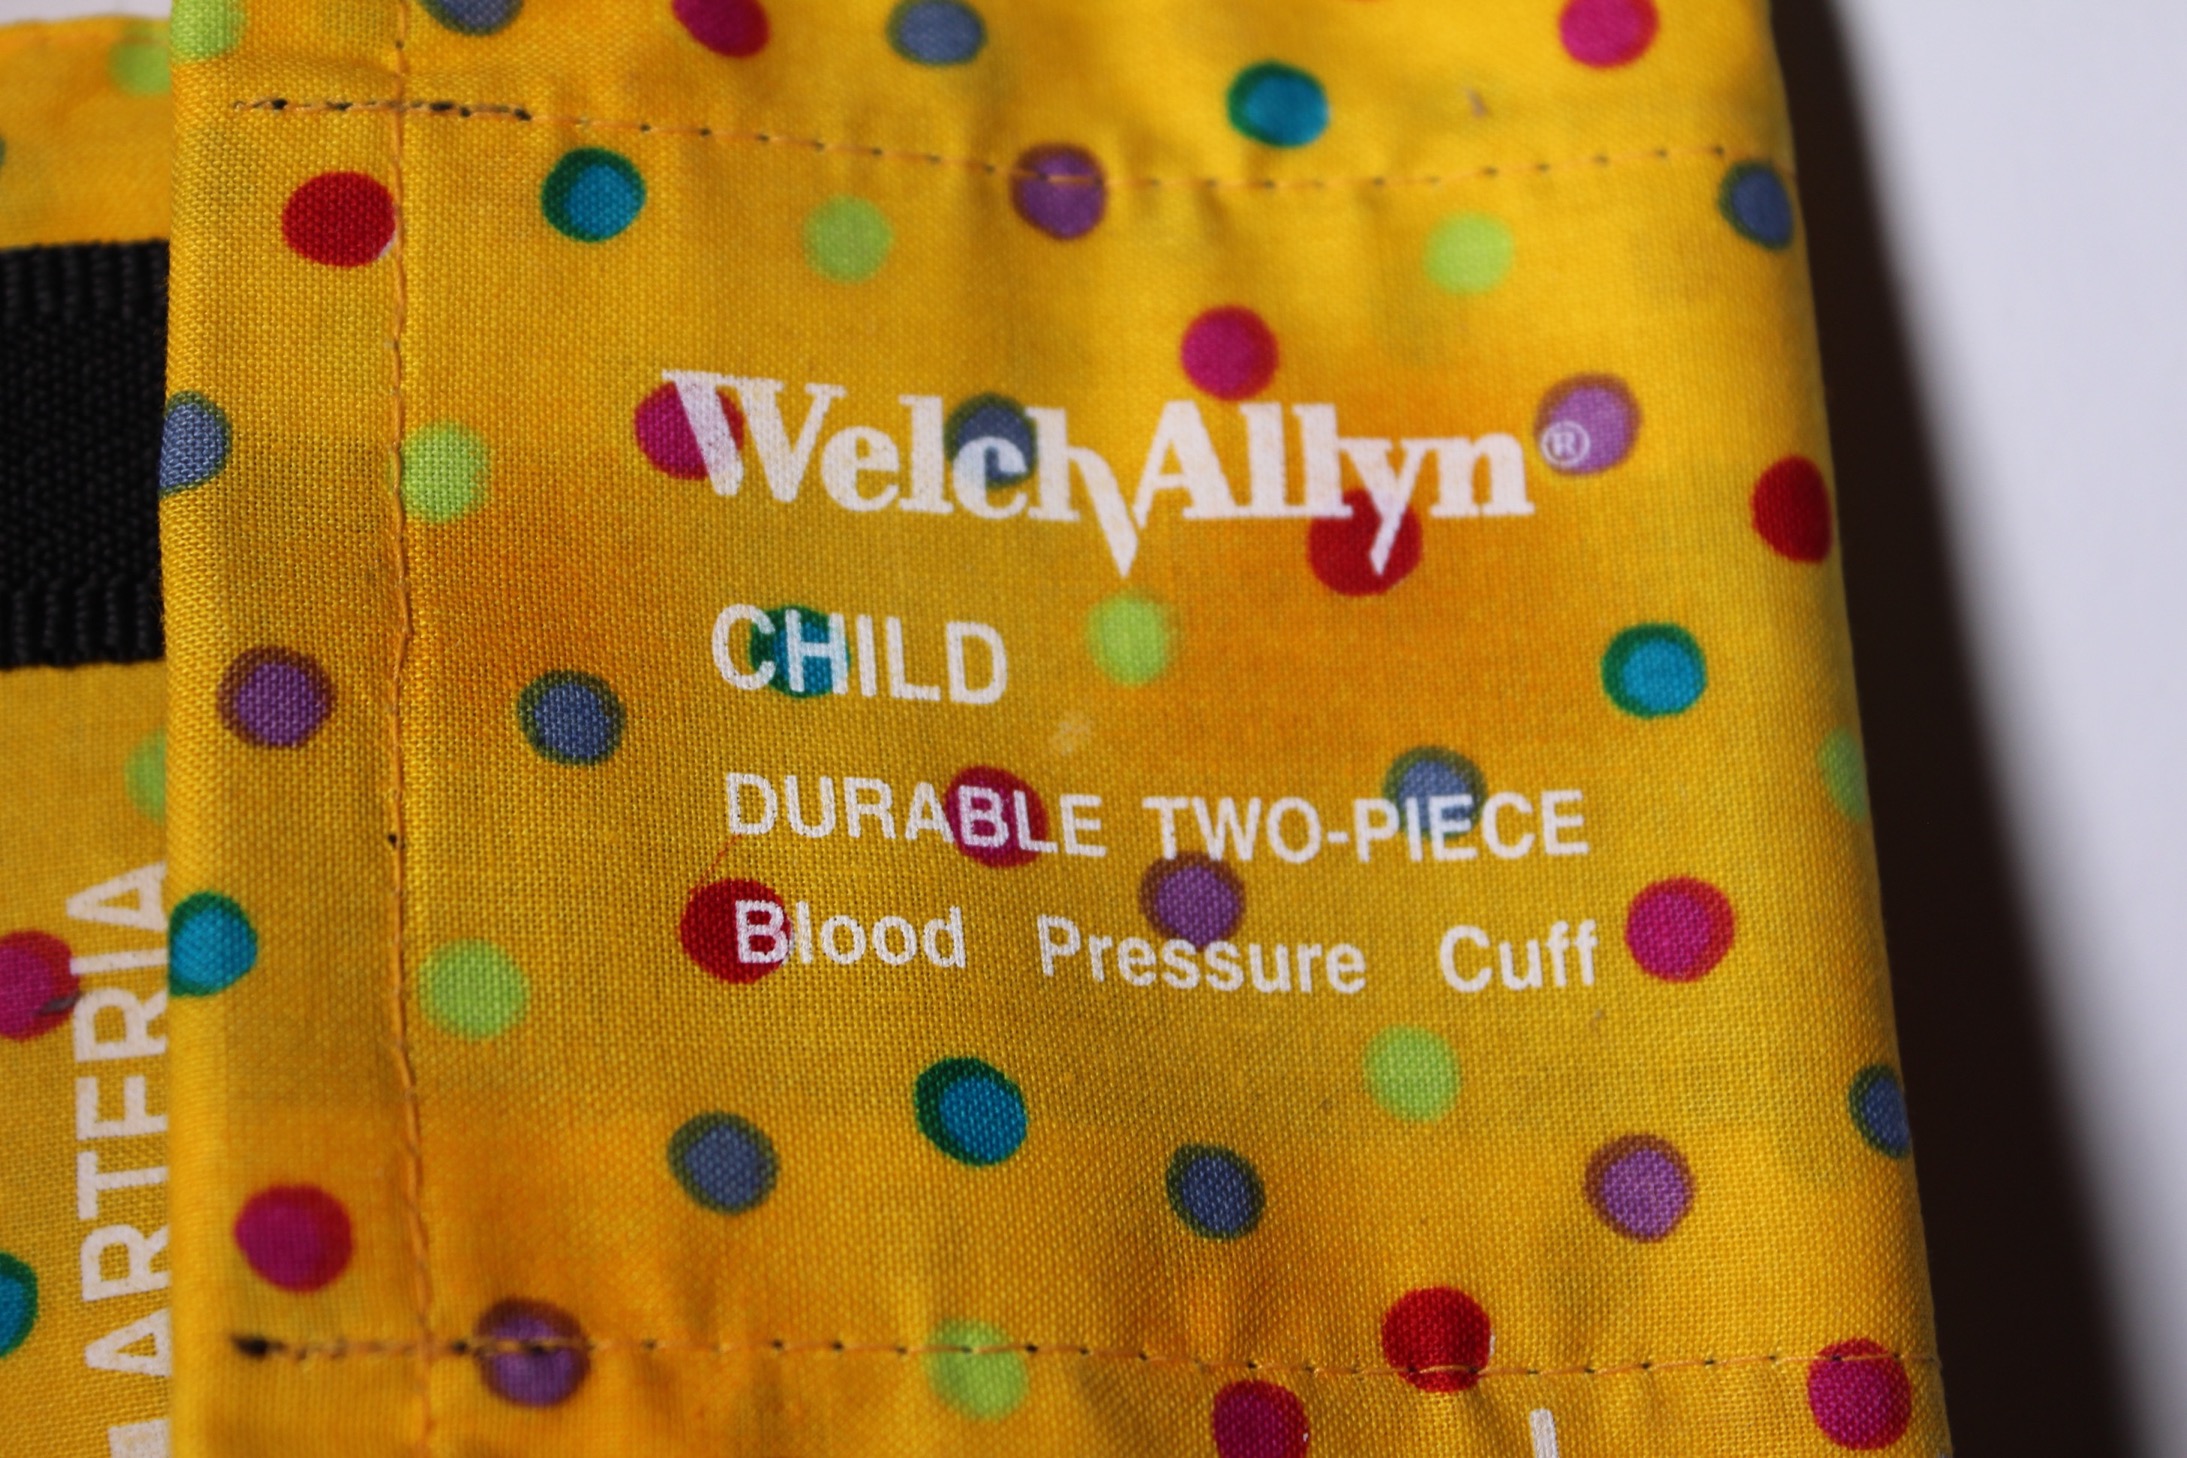 WelchAllyn®
CHILD
DURABLE TWO-PIECE
Blood Pressure Cuff
ARTERIA